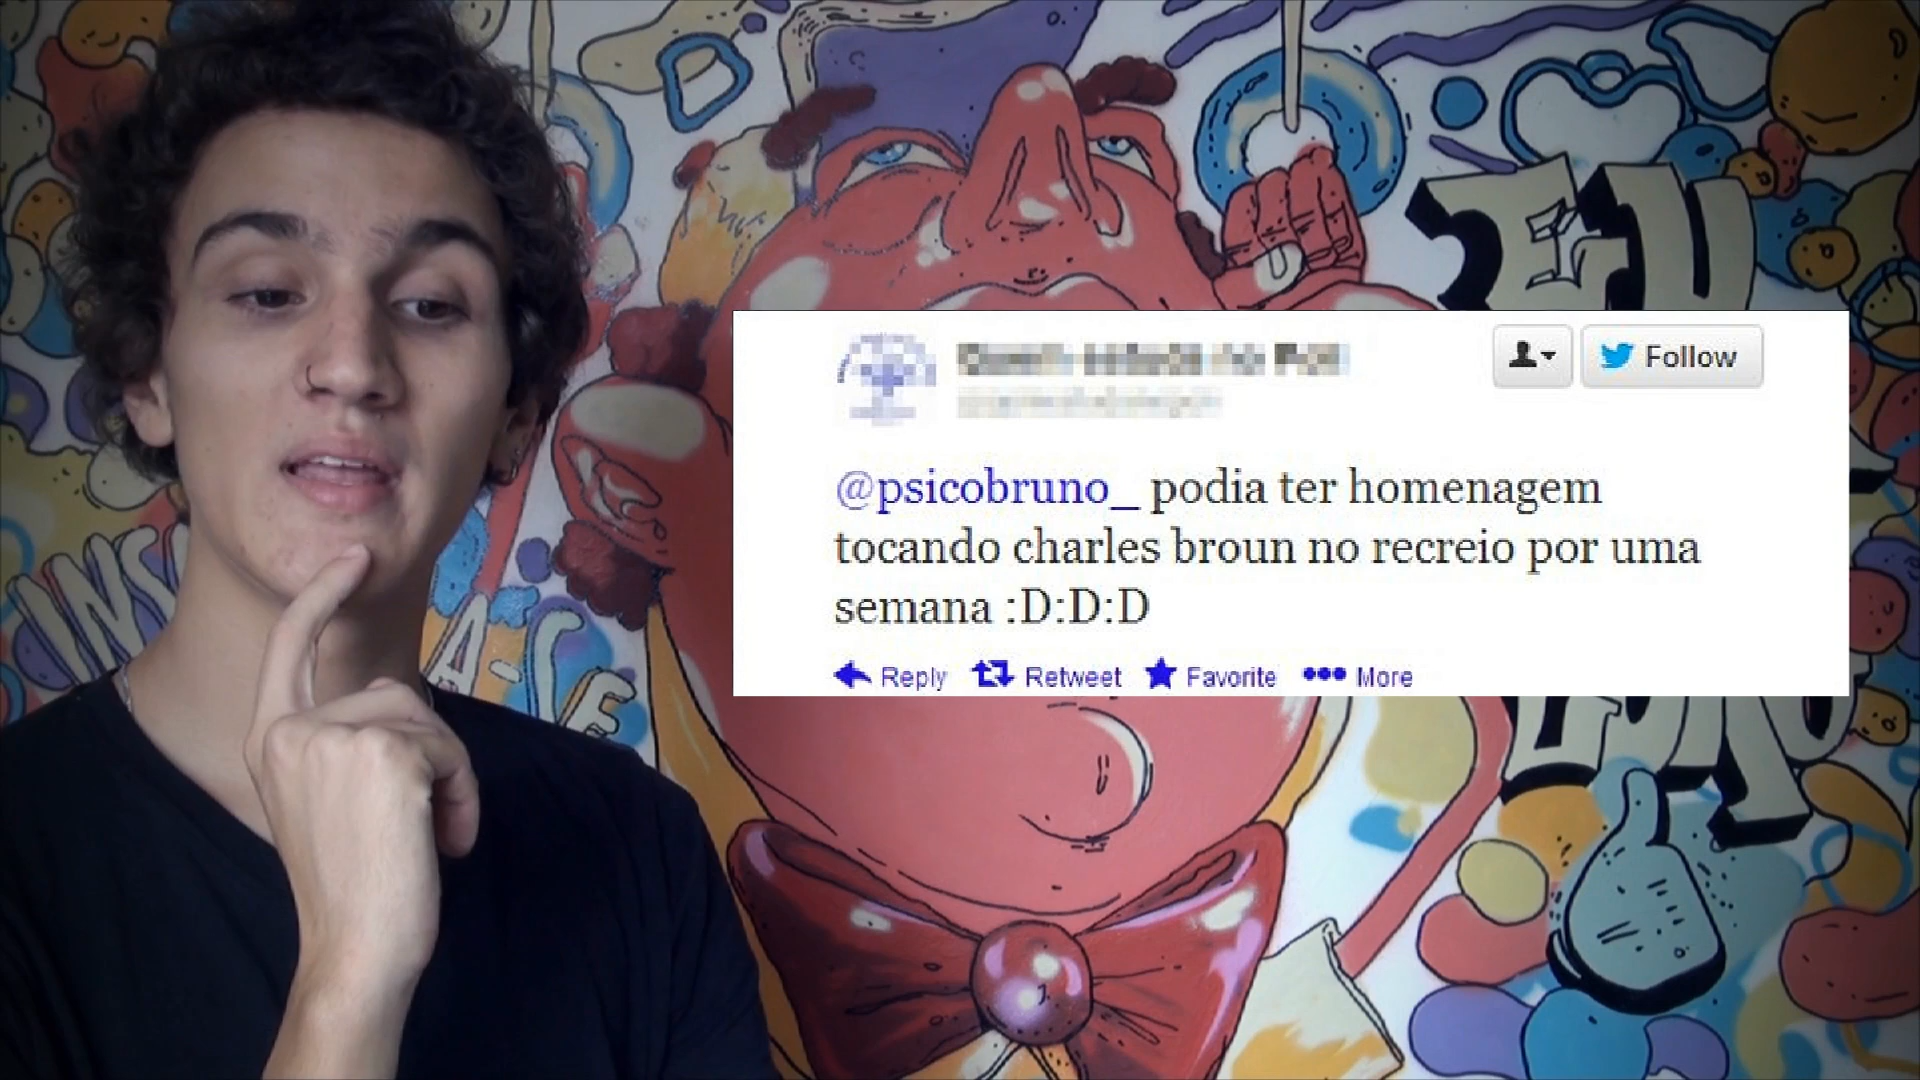 EU
Follow
@psicobruno_ podia ter homenagem
tocando charles broun no recreio por uma
semana :D:D:D
Reply Retweet Favorite More